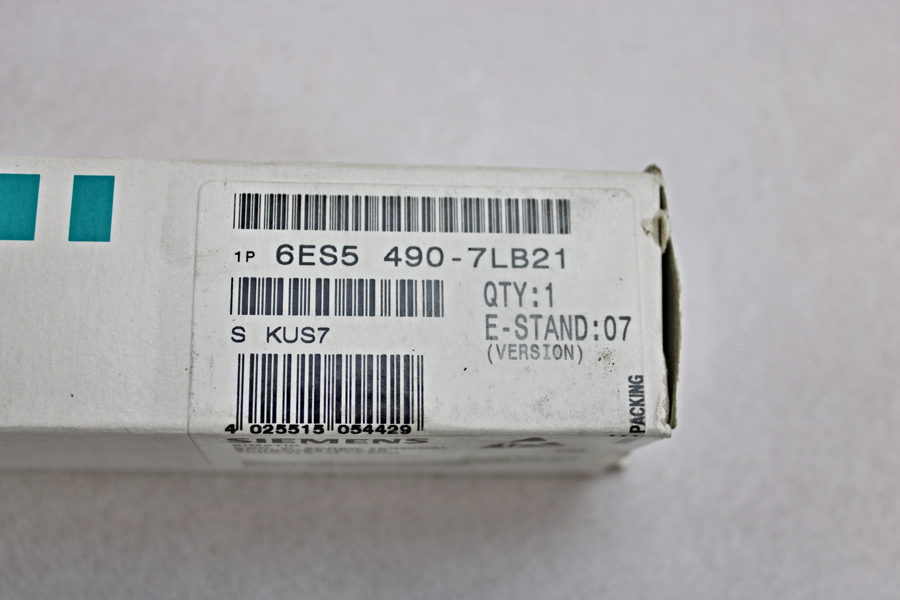 1P 6ES5 490-7LB21
QTY:1
S KUS7
E-STAND:07
(VERSION)
4 025515 054429
PACKING
SIEMENS